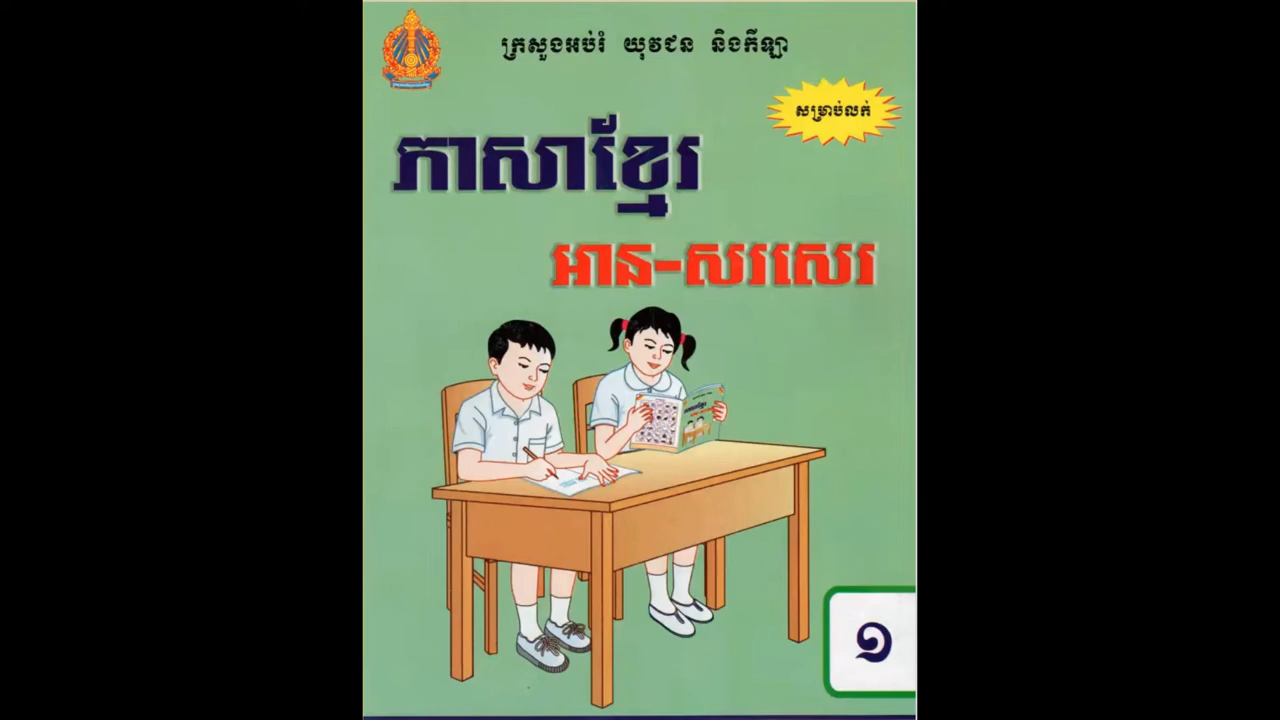 ក្រសួងអប់រំ យុវជន និងកីឡា
សម្រាប់លក់
ភាសាខ្មែរ
អាន-សរសេរ
១